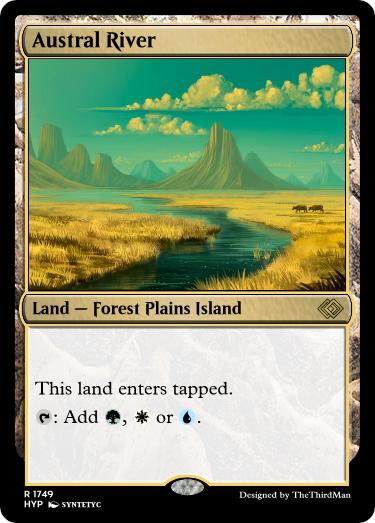 Austral River
Land — Forest Plains Island
This land enters tapped.
: Add , or .
R 1749
HYP SYNTETYC
Designed by TheThirdMan